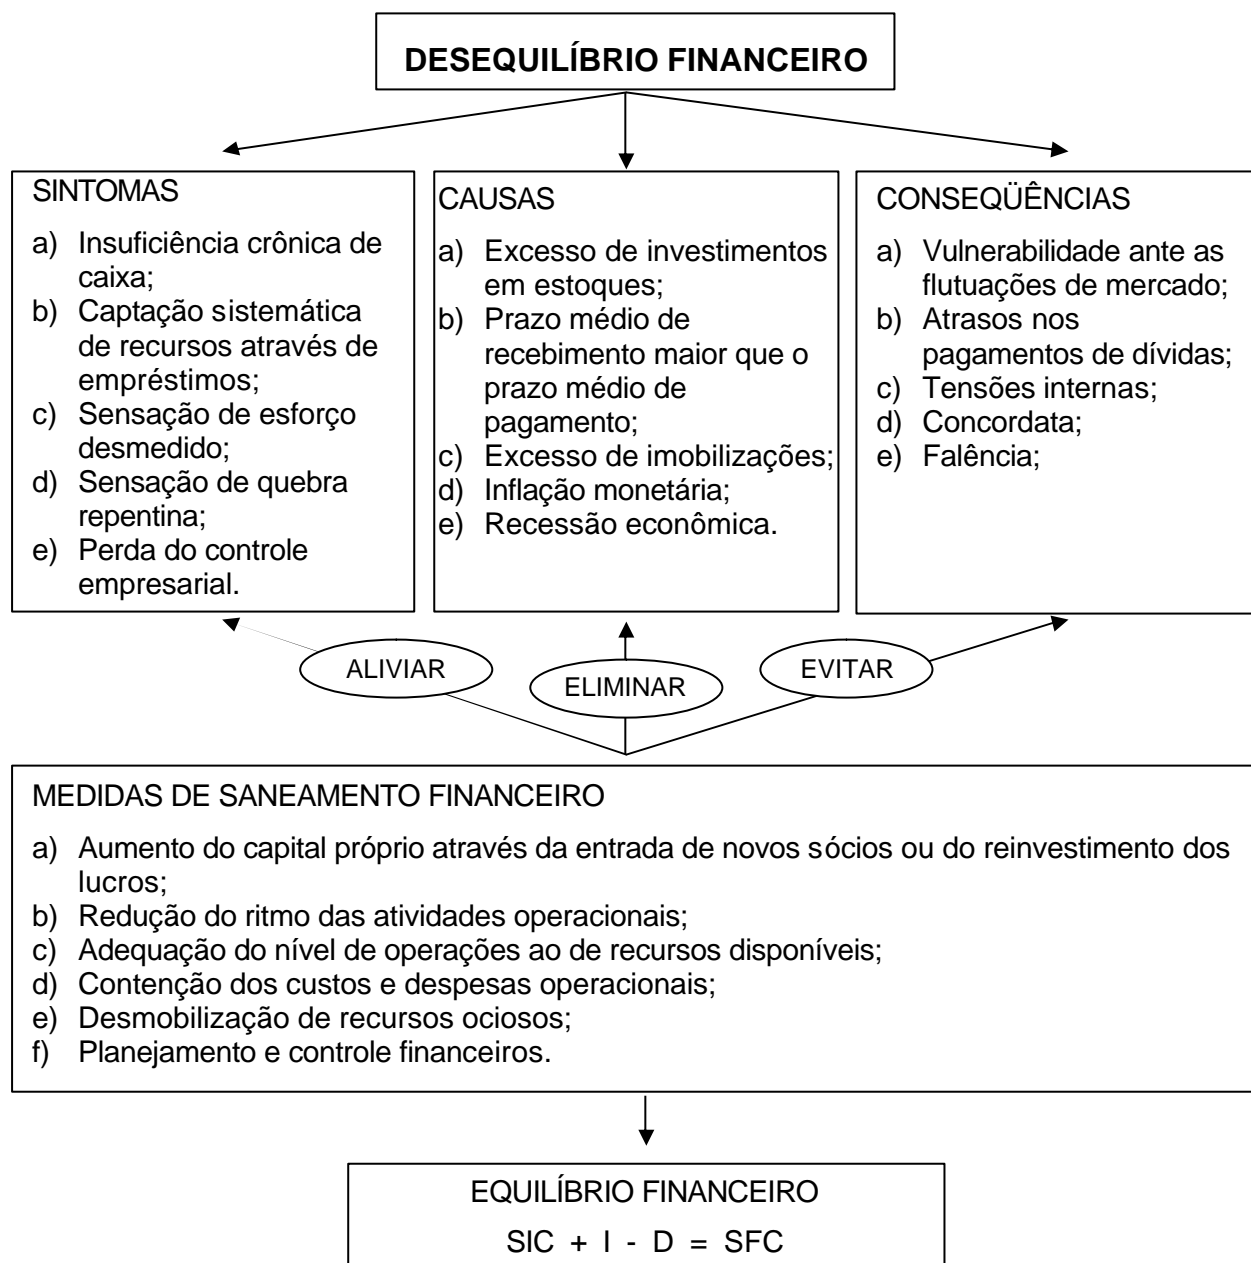 DESEQUILÍBRIO FINANCEIRO
SINTOMAS
a) Insuficiência crônica de
caixa;
b) Captação sistemática
de recursos através de
empréstimos;
c) Sensação de esforço
desmedido;
d) Sensação de quebra
repentina;
e) Perda do controle
empresarial.
CAUSAS
a) Excesso de investimentos
em estoques;
b) Prazo médio de
recebimento maior que o
prazo médio de
pagamento;
c) Excesso de imobilizações;
d) Inflação monetária;
e) Recessão econômica.
CONSEQÜÊNCIAS
a) Vulnerabilidade ante as
flutuações de mercado;
b) Atrasos nos
pagamentos de dívidas;
c) Tensões internas;
d) Concordata;
e) Falência;
ALIVIAR
ELIMINAR
EVITAR
MEDIDAS DE SANEAMENTO FINANCEIRO
a) Aumento do capital próprio através da entrada de novos sócios ou do reinvestimento dos
lucros;
b) Redução do ritmo das atividades operacionais;
c) Adequação do nível de operações ao de recursos disponíveis;
d) Contenção dos custos e despesas operacionais;
e) Desmobilização de recursos ociosos;
f) Planejamento e controle financeiros.
EQUILÍBRIO FINANCEIRO
SIC + I - D = SFC